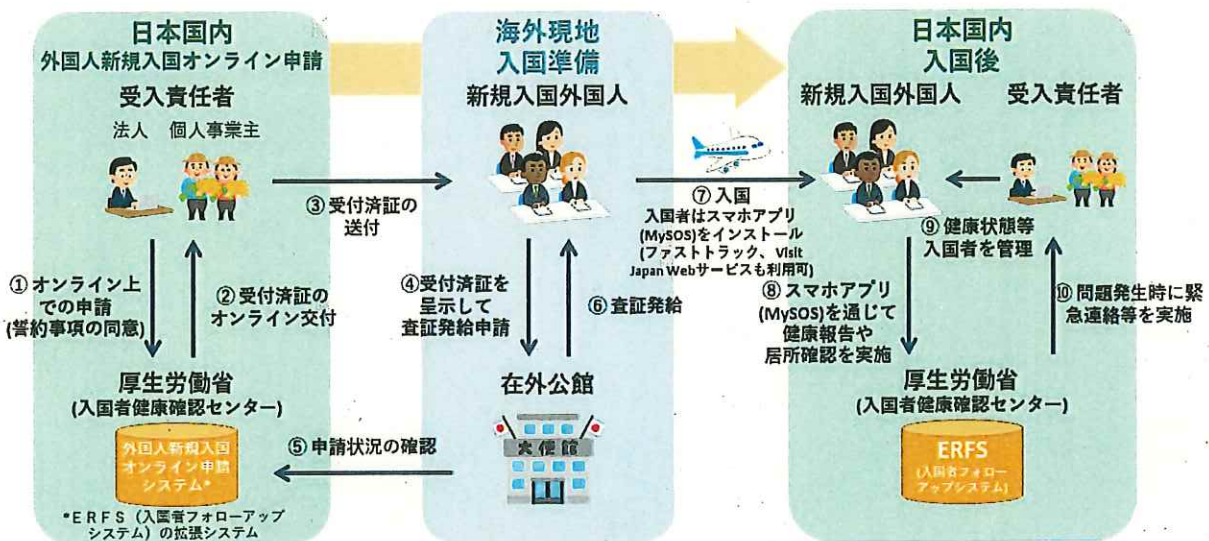 日本国内
外国人新規入国オンライン申請
受入責任者
法人 個人事業主
① オンライン上
での申請
(誓約事項の同意)
② 受付済証の
オンライン交付
厚生労働省
(入国者健康確認センター)
外国人新規入国
オンライン申請
システム*
*ERFS（入国者フォローアップ
システム）の拡張システム
③ 受付済証の
送付
海外現地
入国準備
新規入国外国人
④受付済証を
呈示して
査証発給申請
⑥ 査証発給
在外公館
大使館
⑤ 申請状況の確認
⑦ 入国
入国者はスマホアプリ
(MySOS)をインストール
(ファストトラック、Visit
Japan Webサービスも利用可)
日本国内
入国後
新規入国外国人 受入責任者
⑨ 健康状態等
入国者を管理
⑧ スマホアプリ
(MySOS)を通じて
健康報告や
居所確認を実施
⑩ 問題発生時に緊
急連絡等を実施
厚生労働省
(入国者健康確認センター)
ERFS
(入国者フォロー
アップシステム)